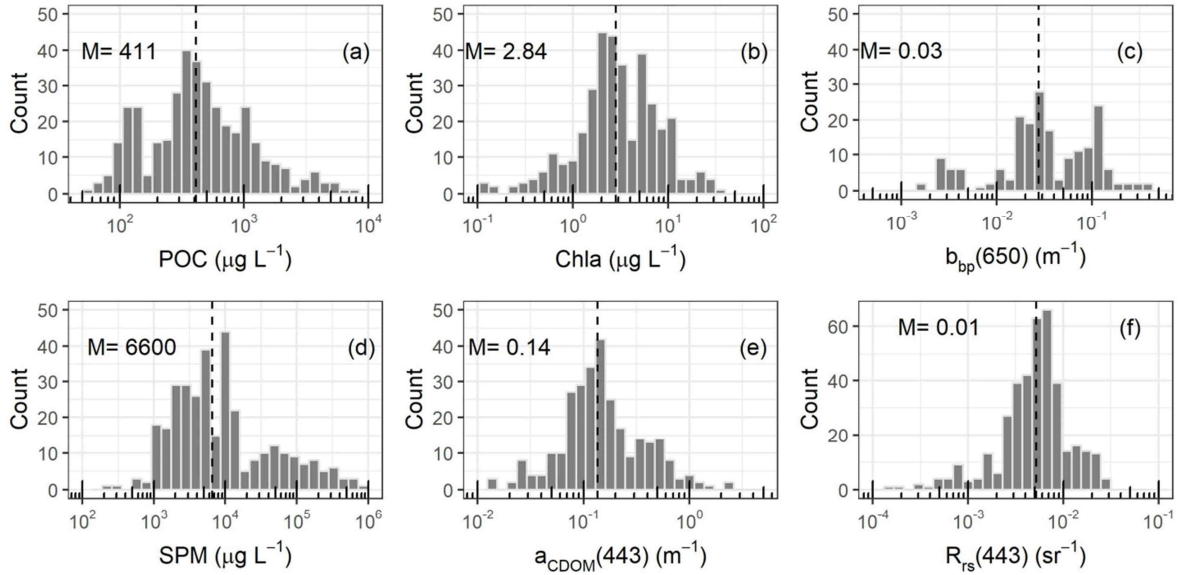 50 M= 411 (a)
40
30
20
10
0
Count
10² 10³ 10⁴
POC (μg L⁻¹)
50 M= 2.84 (b)
40
30
20
10
0
Count
10⁻¹ 10⁰ 10¹ 10²
Chla (μg L⁻¹)
50 M= 0.03 (c)
40
30
20
10
0
Count
10⁻³ 10⁻² 10⁻¹
b_bp(650) (m⁻¹)
50
40 M= 6600 (d)
30
20
10
0
Count
10² 10³ 10⁴ 10⁵ 10⁶
SPM (μg L⁻¹)
50
40 M= 0.14 (e)
30
20
10
0
Count
10⁻² 10⁻¹ 10⁰
a_CDOM(443) (m⁻¹)
60 M= 0.01 (f)
40
20
0
Count
10⁻⁴ 10⁻³ 10⁻² 10⁻¹
R_rs(443) (sr⁻¹)